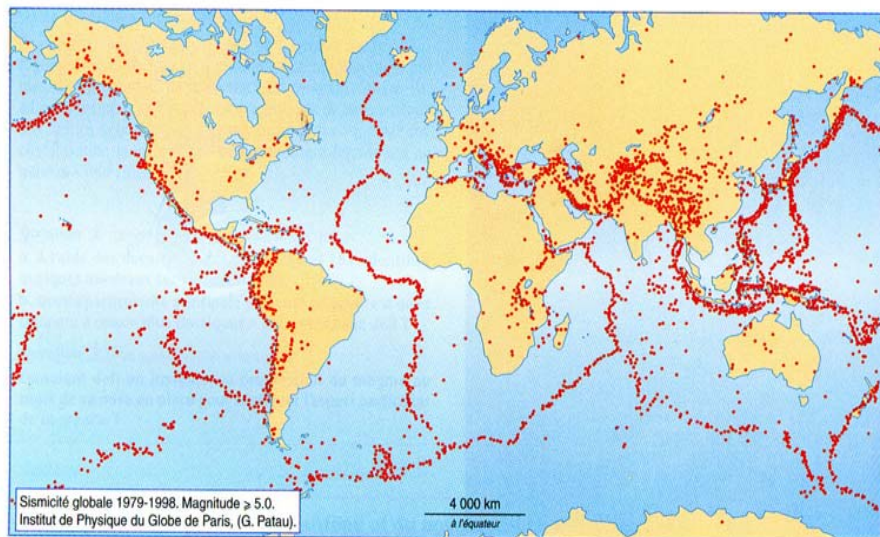 Sismicité globale 1979-1998. Magnitude ⩾ 5.0.
Institut de Physique du Globe de Paris, (G. Patau).
4 000 km
à l'équateur